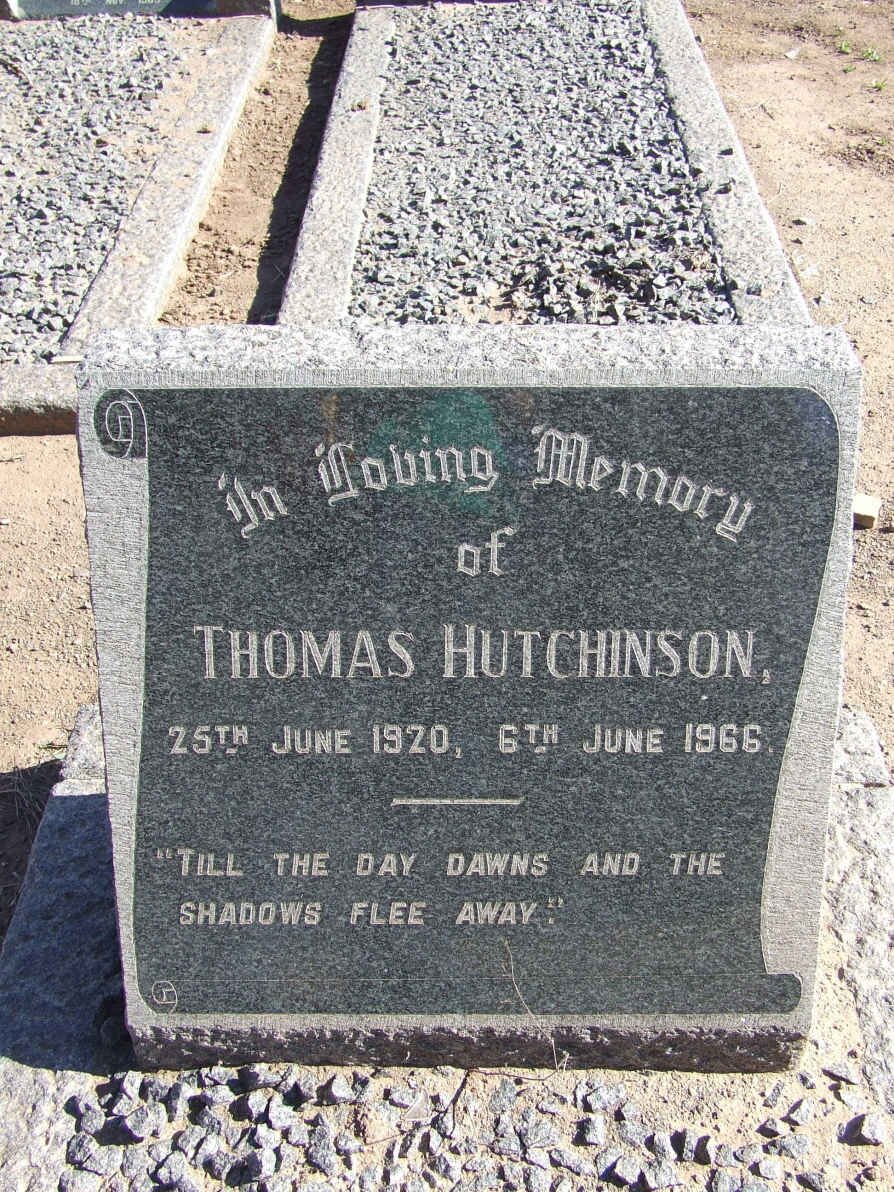 In Loving Memory
of
THOMAS HUTCHINSON,
25TH JUNE 1920, 6TH JUNE 1966.
"TILL THE DAY DAWNS AND THE
SHADOWS FLEE AWAY."